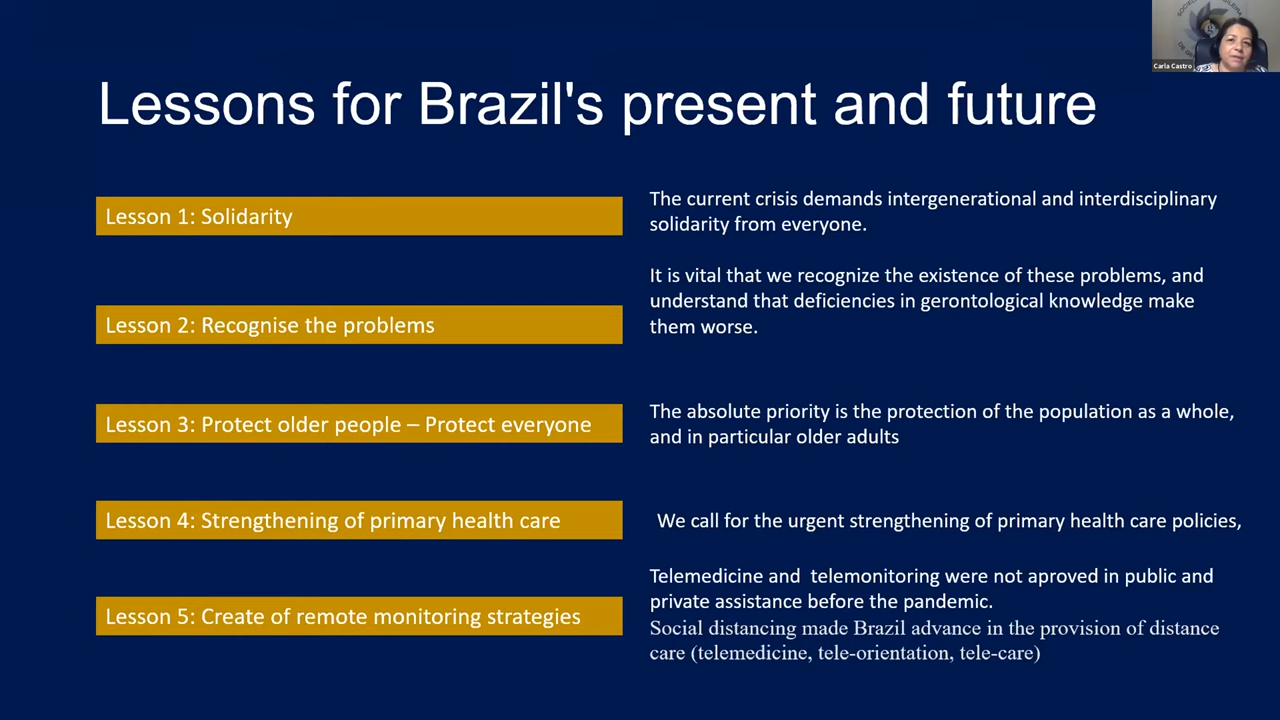 Lessons for Brazil's present and future
Lesson 1: Solidarity
The current crisis demands intergenerational and interdisciplinary
solidarity from everyone.
Lesson 2: Recognise the problems
It is vital that we recognize the existence of these problems, and
understand that deficiencies in gerontological knowledge make
them worse.
Lesson 3: Protect older people – Protect everyone
The absolute priority is the protection of the population as a whole,
and in particular older adults
Lesson 4: Strengthening of primary health care
We call for the urgent strengthening of primary health care policies,
Lesson 5: Create of remote monitoring strategies
Telemedicine and  telemonitoring were not aproved in public and
private assistance before the pandemic.
Social distancing made Brazil advance in the provision of distance
care (telemedicine, tele-orientation, tele-care)
Carla Castro